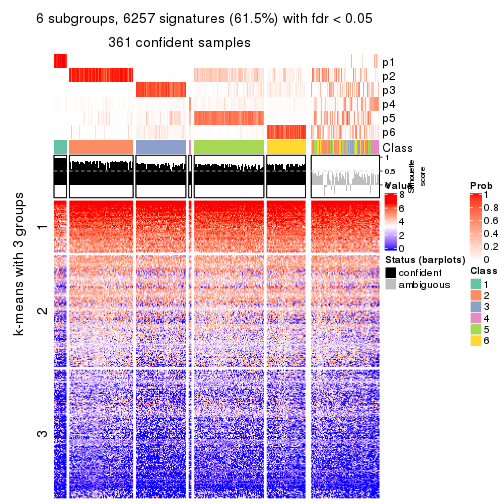 6 subgroups, 6257 signatures (61.5%) with fdr < 0.05
361 confident samples
p1
p2
p3
p4
p5
p6
Class
1
0.5
0
Silhouette
score
k-means with 3 groups
1
2
3
Value
8
6
4
2
0
Status (barplots)
confident
ambiguous
Prob
1
0.8
0.6
0.4
0.2
0
Class
1
2
3
4
5
6